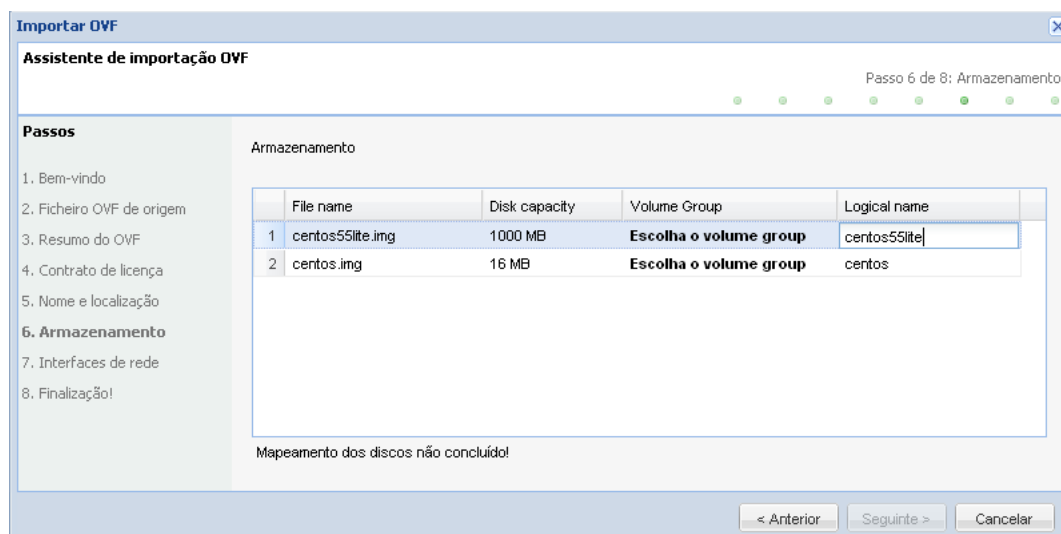 Importar OVF
Assistente de importação OVF
Passo 6 de 8: Armazenamento
Passos
1. Bem-vindo
2. Ficheiro OVF de origem
3. Resumo do OVF
4. Contrato de licença
5. Nome e localização
6. Armazenamento
7. Interfaces de rede
8. Finalização!
Armazenamento
File name Disk capacity Volume Group Logical name
1 centos55lite.img 1000 MB Escolha o volume group centos55lite
2 centos.img 16 MB Escolha o volume group centos
Mapeamento dos discos não concluído!
< Anterior Seguinte > Cancelar